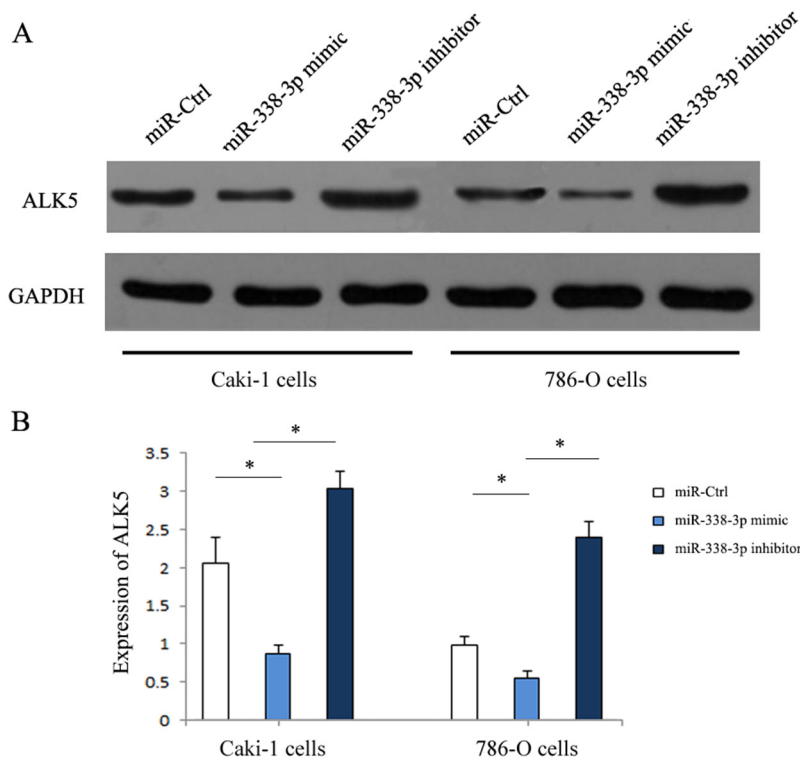 A
miR-Ctrl
miR-338-3p mimic
miR-338-3p inhibitor
miR-Ctrl
miR-338-3p mimic
miR-338-3p inhibitor
ALK5
GAPDH
Caki-1 cells
786-O cells
B
*
*
*
*
Expression of ALK5
3.5
3
2.5
2
1.5
1
0.5
0
miR-Ctrl
miR-338-3p mimic
miR-338-3p inhibitor
Caki-1 cells
786-O cells